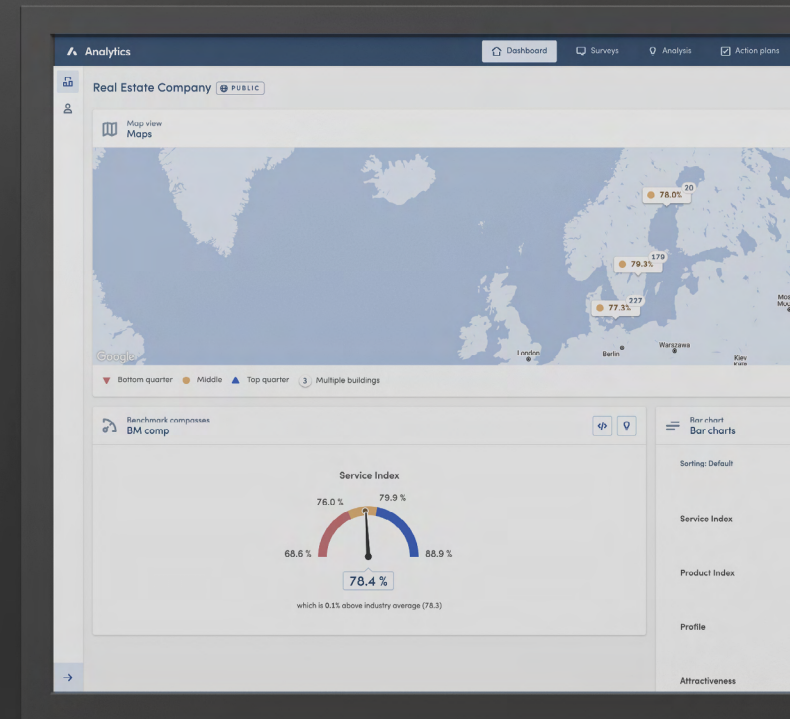 Analytics
Dashboard
Surveys
Analysis
Action plans
Real Estate Company
PUBLIC
Map view
Maps
78.0%
20
79.3%
179
77.3%
227
London
Berlin
Warszawa
Kiev
Google
Bottom quarter
Middle
Top quarter
3
Multiple buildings
Benchmark compasses
BM comp
</>
Bar chart
Bar charts
Sorting: Default
Service Index
76.0 %
79.9 %
68.6 %
88.9 %
78.4 %
which is 0.1% above industry average (78.3)
Service Index
Product Index
Profile
Attractiveness